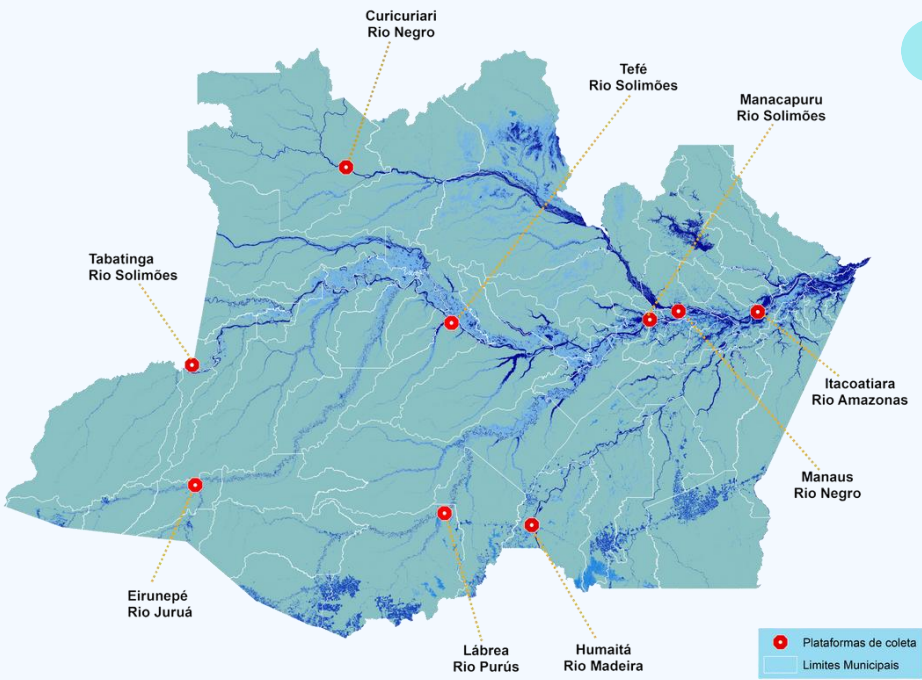 Curicuriari
Rio Negro
Tefé
Rio Solimões
Manacapuru
Rio Solimões
Tabatinga
Rio Solimões
Itacoatiara
Rio Amazonas
Manaus
Rio Negro
Eirunepé
Rio Juruá
Lábrea
Rio Purús
Humaitá
Rio Madeira
Plataformas de coleta
Limites Municipais